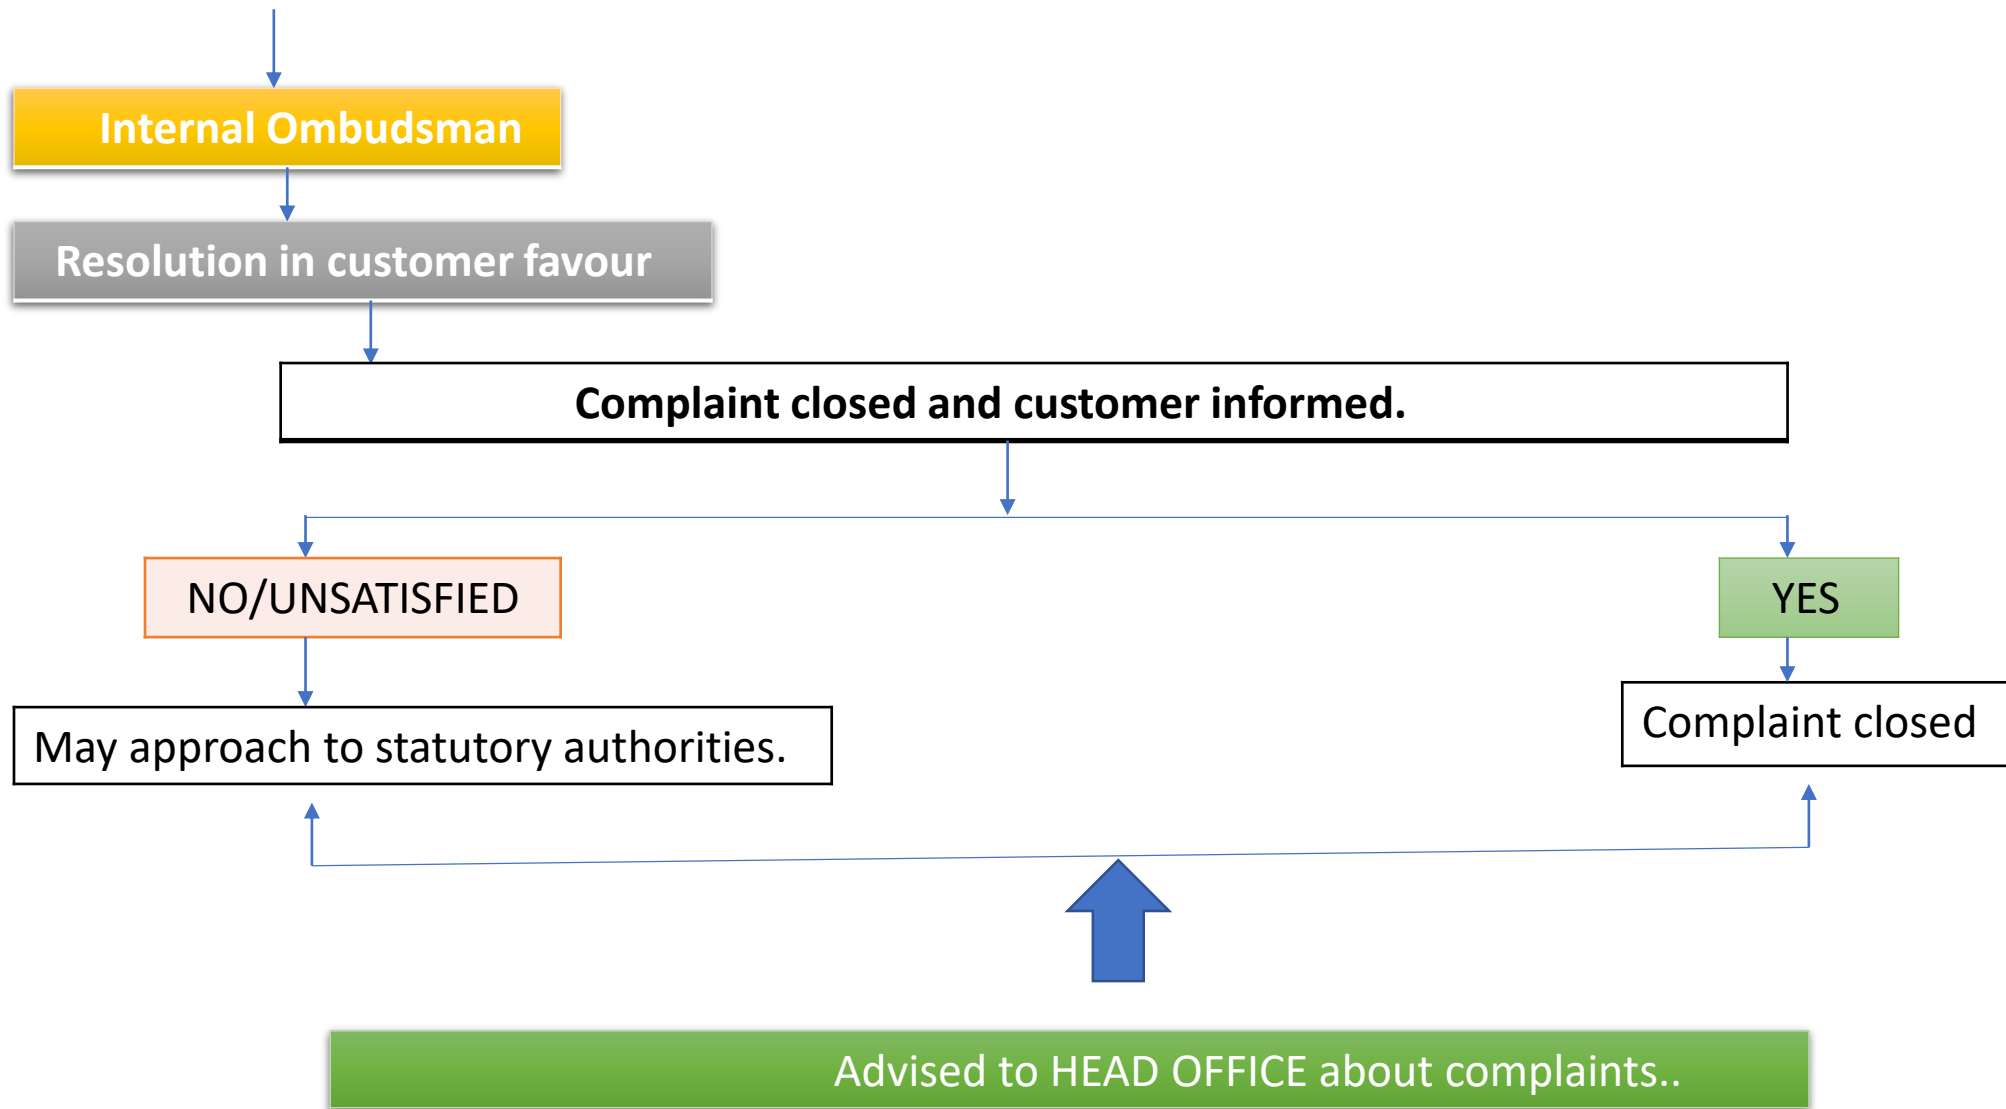 Internal Ombudsman
Resolution in customer favour
Complaint closed and customer informed.
NO/UNSATISFIED
YES
May approach to statutory authorities.
Complaint closed
Advised to HEAD OFFICE about complaints..